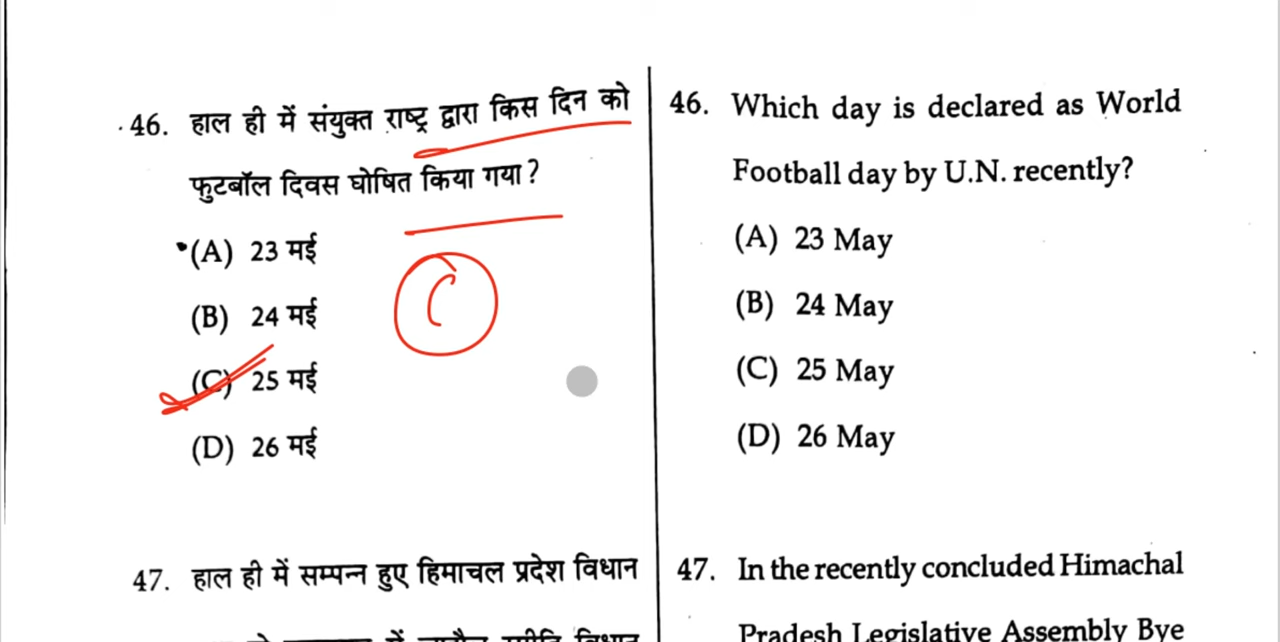 46. हाल ही में संयुक्त राष्ट्र द्वारा किस दिन को
फुटबॉल दिवस घोषित किया गया?
(A) 23 मई
(B) 24 मई
(C) 25 मई
(D) 26 मई
C
47. हाल ही में सम्पन्न हुए हिमाचल प्रदेश विधान
46. Which day is declared as World
Football day by U.N. recently?
(A) 23 May
(B) 24 May
(C) 25 May
(D) 26 May
47. In the recently concluded Himachal
Pradesh Legislative Assembly Bye